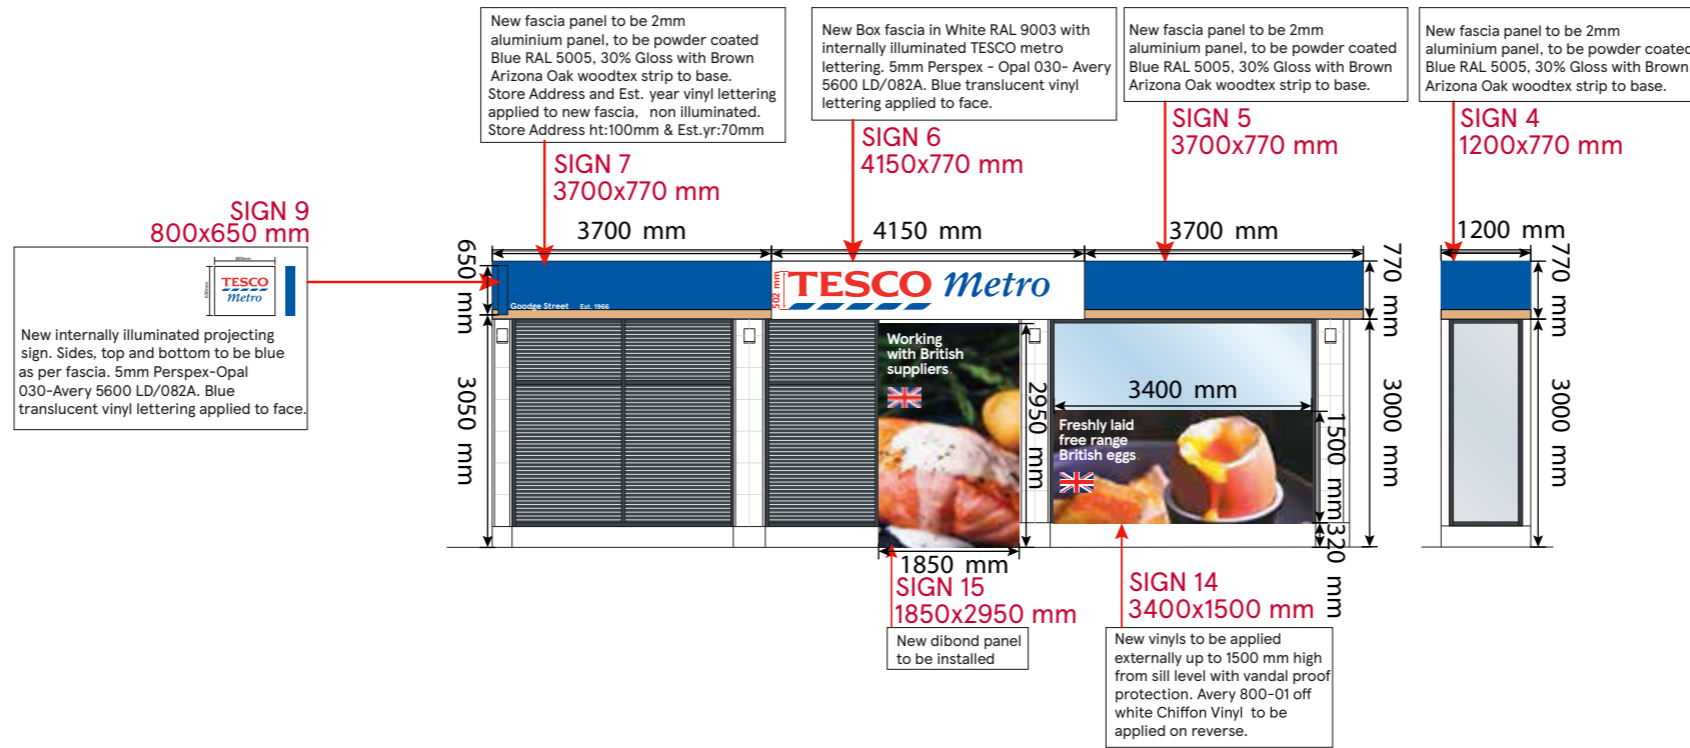 New fascia panel to be 2mm
aluminium panel, to be powder coated
Blue RAL 5005, 30% Gloss with Brown
Arizona Oak woodtex strip to base.
Store Address and Est. year vinyl lettering
applied to new fascia, non illuminated.
Store Address ht:100mm & Est.yr:70mm
New Box fascia in White RAL 9003 with
internally illuminated TESCO metro
lettering. 5mm Perspex - Opal 030- Avery
5600 LD/082A. Blue translucent vinyl
lettering applied to face.
New fascia panel to be 2mm
aluminium panel, to be powder coated
Blue RAL 5005, 30% Gloss with Brown
Arizona Oak woodtex strip to base.
New fascia panel to be 2mm
aluminium panel, to be powder coated
Blue RAL 5005, 30% Gloss with Brown
Arizona Oak woodtex strip to base.
SIGN 7
3700x770 mm
SIGN 6
4150x770 mm
SIGN 5
3700x770 mm
SIGN 4
1200x770 mm
SIGN 9
800x650 mm
TESCO
metro
New internally illuminated projecting
sign. Sides, top and bottom to be blue
as per fascia. 5mm Perspex-Opal
030-Avery 5600 LD/082A. Blue
translucent vinyl lettering applied to face.
3700 mm
4150 mm
3700 mm
1200 mm
650 mm
502 mm
TESCO metro
770 mm
770 mm
Goodge Street Est. 1966
3050 mm
Working
with British
suppliers
2950 mm
3400 mm
Freshly laid
free range
British eggs
1500 mm
320 mm
3000 mm
3000 mm
1850 mm
SIGN 15
1850x2950 mm
New dibond panel
to be installed
SIGN 14
3400x1500 mm
New vinyls to be applied
externally up to 1500 mm high
from sill level with vandal proof
protection. Avery 800-01 off
white Chiffon Vinyl to be
applied on reverse.